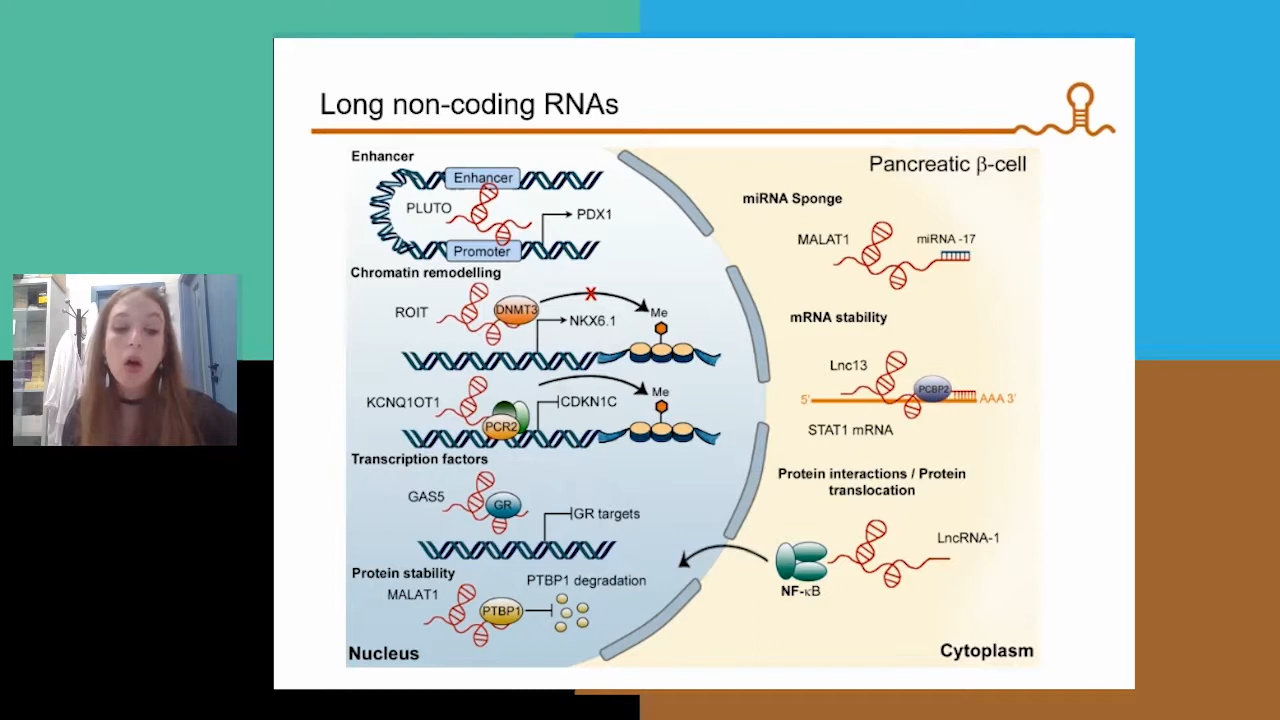 Long non-coding RNAs
Enhancer
Enhancer
PLUTO
PDX1
Promoter
Chromatin remodelling
ROIT
DNMT3
X
NKX6.1
Me
KCNQ1OT1
PCR2
CDKN1C
Me
Transcription factors
GAS5
GR
GR targets
Protein stability
MALAT1
PTBP1
PTBP1 degradation
Nucleus
Pancreatic β-cell
miRNA Sponge
MALAT1
miRNA -17
mRNA stability
Lnc13
PCBP2
5'
AAA 3'
STAT1 mRNA
Protein interactions / Protein
translocation
LncRNA-1
NF-κB
Cytoplasm